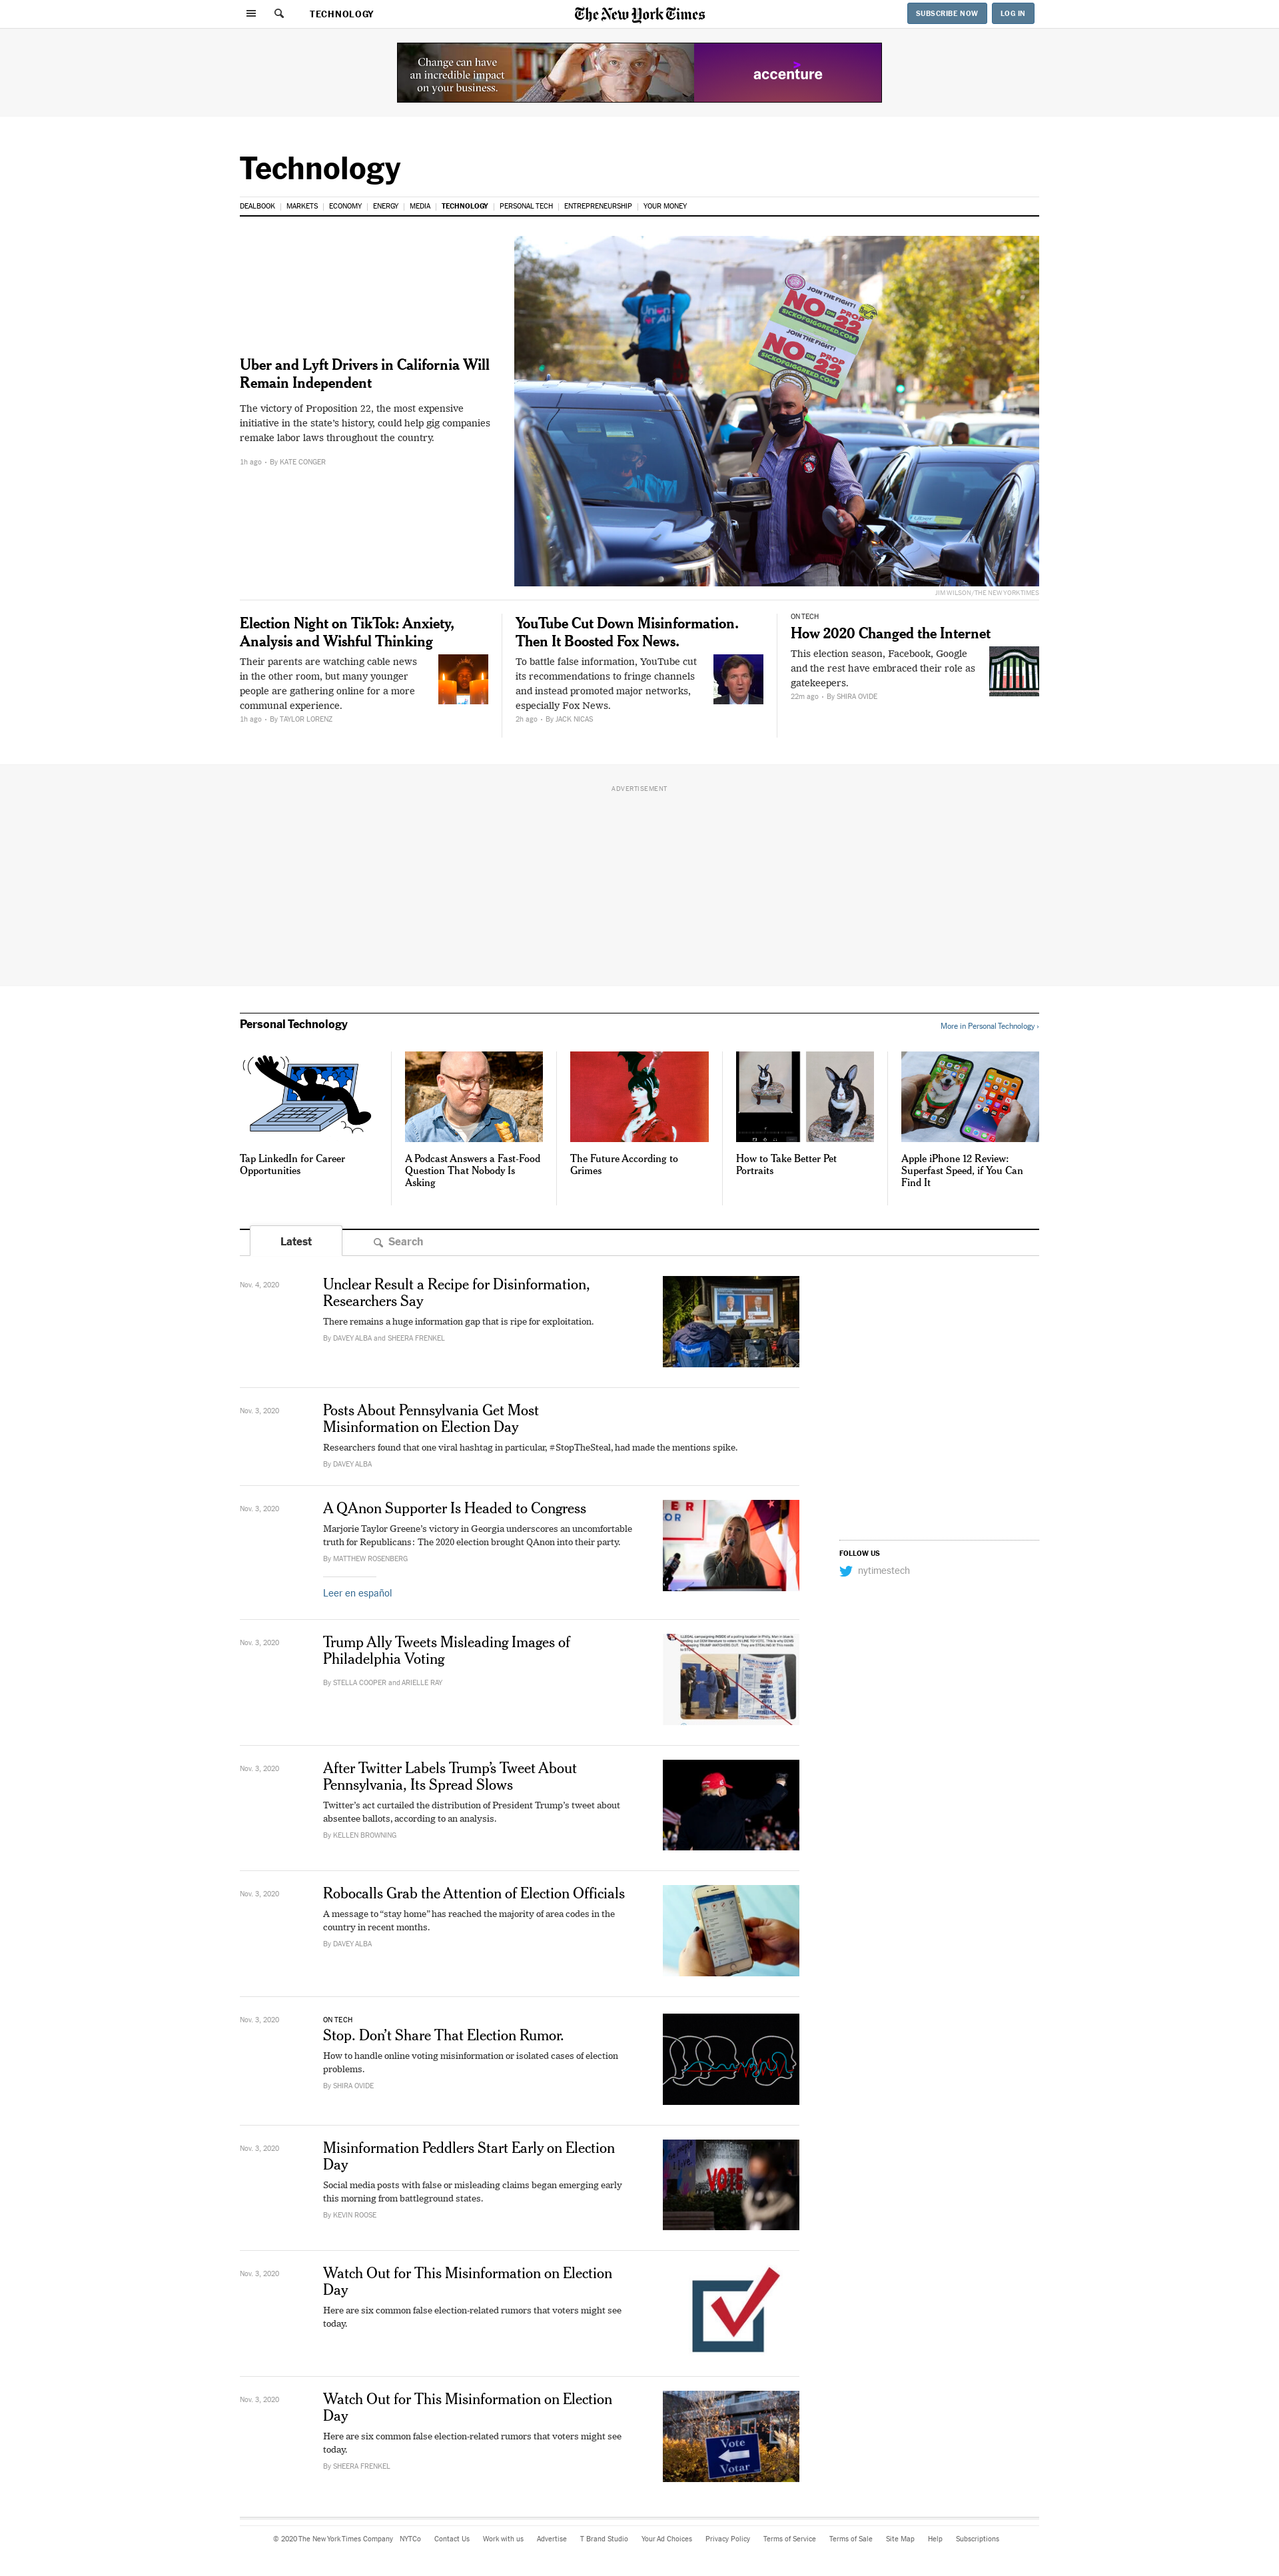 TECHNOLOGY
The New York Times
SUBSCRIBE NOW
LOG IN
Change can have
an incredible impact
on your business.
accenture
Technology
DEALBOOK
MARKETS
ECONOMY
ENERGY
MEDIA
TECHNOLOGY
PERSONAL TECH
ENTREPRENEURSHIP
YOUR MONEY
Uber and Lyft Drivers in California Will
Remain Independent
The victory of Proposition 22, the most expensive
initiative in the state's history, could help gig companies
remake labor laws throughout the country.
1h ago • By KATE CONGER
Union
for All
JOIN THE FIGHT!
NO ON PROP 22
SICKOFGIGGREED.COM
JOIN THE FIGHT!
NO ON PROP 22
SICKOFGIGGREED.COM
JIM WILSON/THE NEW YORK TIMES
Election Night on TikTok: Anxiety,
Analysis and Wishful Thinking
Their parents are watching cable news
in the other room, but many younger
people are gathering online for a more
communal experience.
1h ago • By TAYLOR LORENZ
YouTube Cut Down Misinformation.
Then It Boosted Fox News.
To battle false information, YouTube cut
its recommendations to fringe channels
and instead promoted major networks,
especially Fox News.
2h ago • By JACK NICAS
ON TECH
How 2020 Changed the Internet
This election season, Facebook, Google
and the rest have embraced their role as
gatekeepers.
22m ago • By SHIRA OVIDE
ADVERTISEMENT
Personal Technology
More in Personal Technology ›
Tap LinkedIn for Career
Opportunities
A Podcast Answers a Fast-Food
Question That Nobody Is
Asking
The Future According to
Grimes
How to Take Better Pet
Portraits
Apple iPhone 12 Review:
Superfast Speed, if You Can
Find It
Latest
Search
Nov. 4, 2020
Unclear Result a Recipe for Disinformation,
Researchers Say
There remains a huge information gap that is ripe for exploitation.
By DAVEY ALBA and SHEERA FRENKEL
Nov. 3, 2020
Posts About Pennsylvania Get Most
Misinformation on Election Day
Researchers found that one viral hashtag in particular, #StopTheSteal, had made the mentions spike.
By DAVEY ALBA
Nov. 3, 2020
A QAnon Supporter Is Headed to Congress
Marjorie Taylor Greene's victory in Georgia underscores an uncomfortable
truth for Republicans: The 2020 election brought QAnon into their party.
By MATTHEW ROSENBERG
Leer en español
FOLLOW US
nytimestech
Nov. 3, 2020
Trump Ally Tweets Misleading Images of
Philadelphia Voting
By STELLA COOPER and ARIELLE RAY
Nov. 3, 2020
After Twitter Labels Trump's Tweet About
Pennsylvania, Its Spread Slows
Twitter's act curtailed the distribution of President Trump's tweet about
absentee ballots, according to an analysis.
By KELLEN BROWNING
Nov. 3, 2020
Robocalls Grab the Attention of Election Officials
A message to “stay home” has reached the majority of area codes in the
country in recent months.
By DAVEY ALBA
Nov. 3, 2020
ON TECH
Stop. Don't Share That Election Rumor.
How to handle online voting misinformation or isolated cases of election
problems.
By SHIRA OVIDE
Nov. 3, 2020
Misinformation Peddlers Start Early on Election
Day
Social media posts with false or misleading claims began emerging early
this morning from battleground states.
By KEVIN ROOSE
VOTE
Nov. 3, 2020
Watch Out for This Misinformation on Election
Day
Here are six common false election-related rumors that voters might see
today.
Nov. 3, 2020
Watch Out for This Misinformation on Election
Day
Here are six common false election-related rumors that voters might see
today.
By SHEERA FRENKEL
Vote
Votar
© 2020 The New York Times Company
NYTCo
Contact Us
Work with us
Advertise
T Brand Studio
Your Ad Choices
Privacy Policy
Terms of Service
Terms of Sale
Site Map
Help
Subscriptions